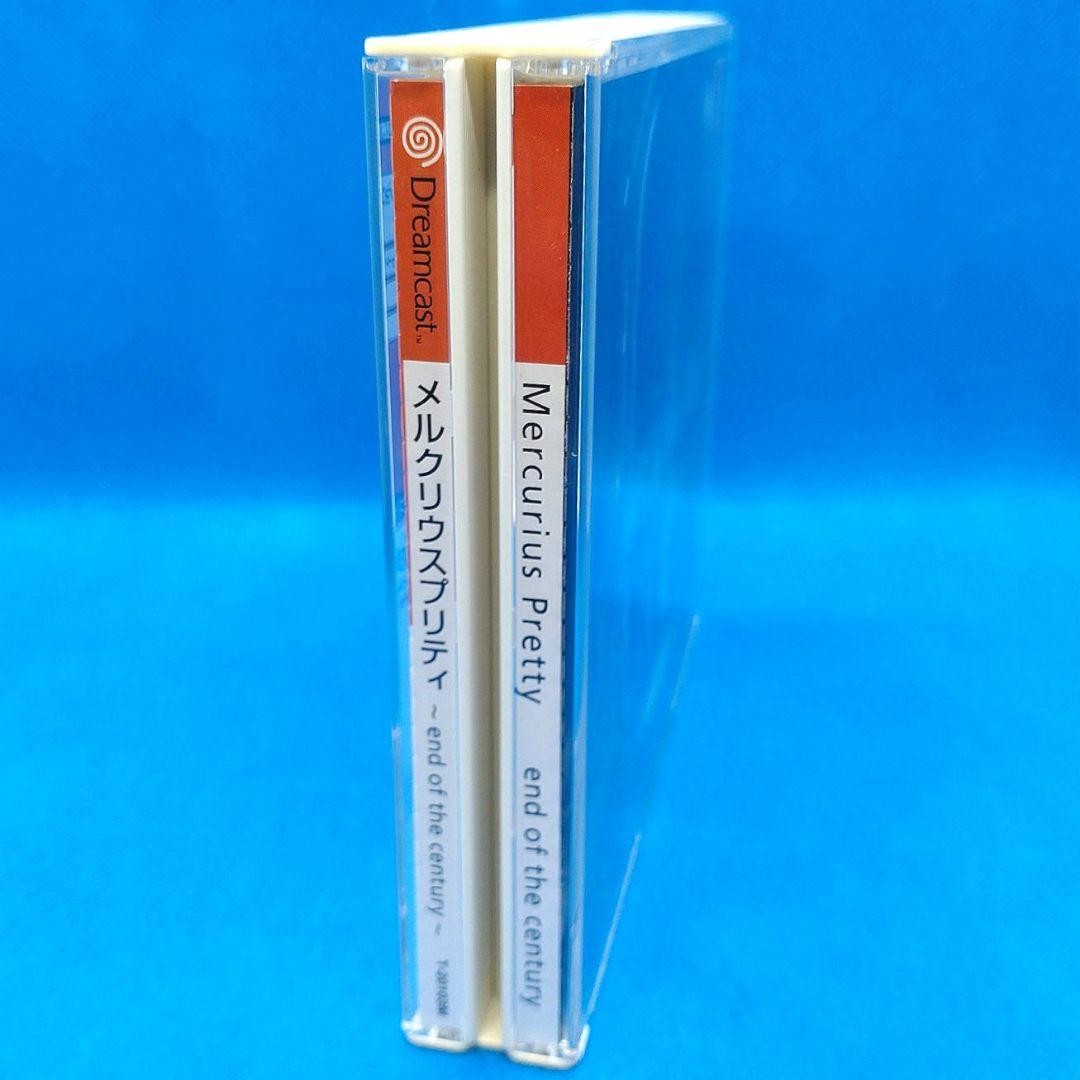 Dreamcast™
メルクリウスプリティ ~ end of the century ~
Mercurius Pretty end of the century